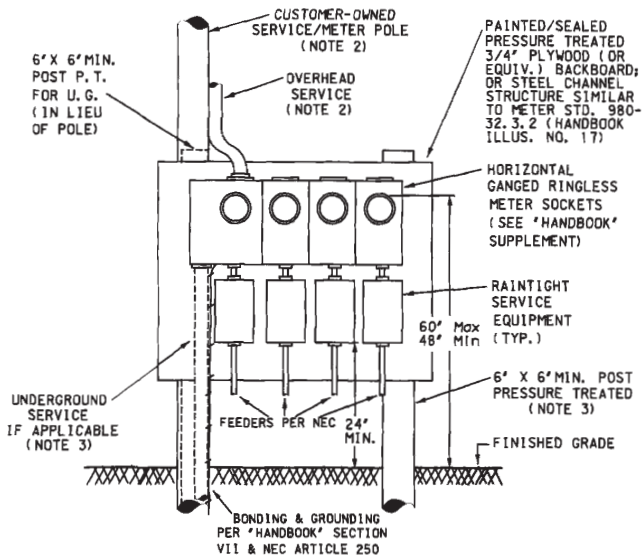 CUSTOMER-OWNED
SERVICE/METER POLE
(NOTE 2)
6" X 6" MIN.
POST P.T.
FOR U.G.
(IN LIEU
OF POLE)
OVERHEAD
SERVICE
(NOTE 2)
PAINTED/SEALED
PRESSURE TREATED
3/4" PLYWOOD (OR
EQUIV.) BACKBOARD;
OR STEEL CHANNEL
STRUCTURE SIMILAR
TO METER STD. 980-
32.3.2 (HANDBOOK
ILLUS. NO. 17)
HORIZONTAL
GANGED RINGLESS
METER SOCKETS
(SEE "HANDBOOK"
SUPPLEMENT)
RAINTIGHT
SERVICE
EQUIPMENT
(TYP.)
60" Max
48" Min
6" X 6" MIN. POST
PRESSURE TREATED
(NOTE 3)
UNDERGROUND
SERVICE
IF APPLICABLE
(NOTE 3)
FEEDERS PER NEC
24"
MIN.
FINISHED GRADE
BONDING & GROUNDING
PER "HANDBOOK" SECTION
VII & NEC ARTICLE 250